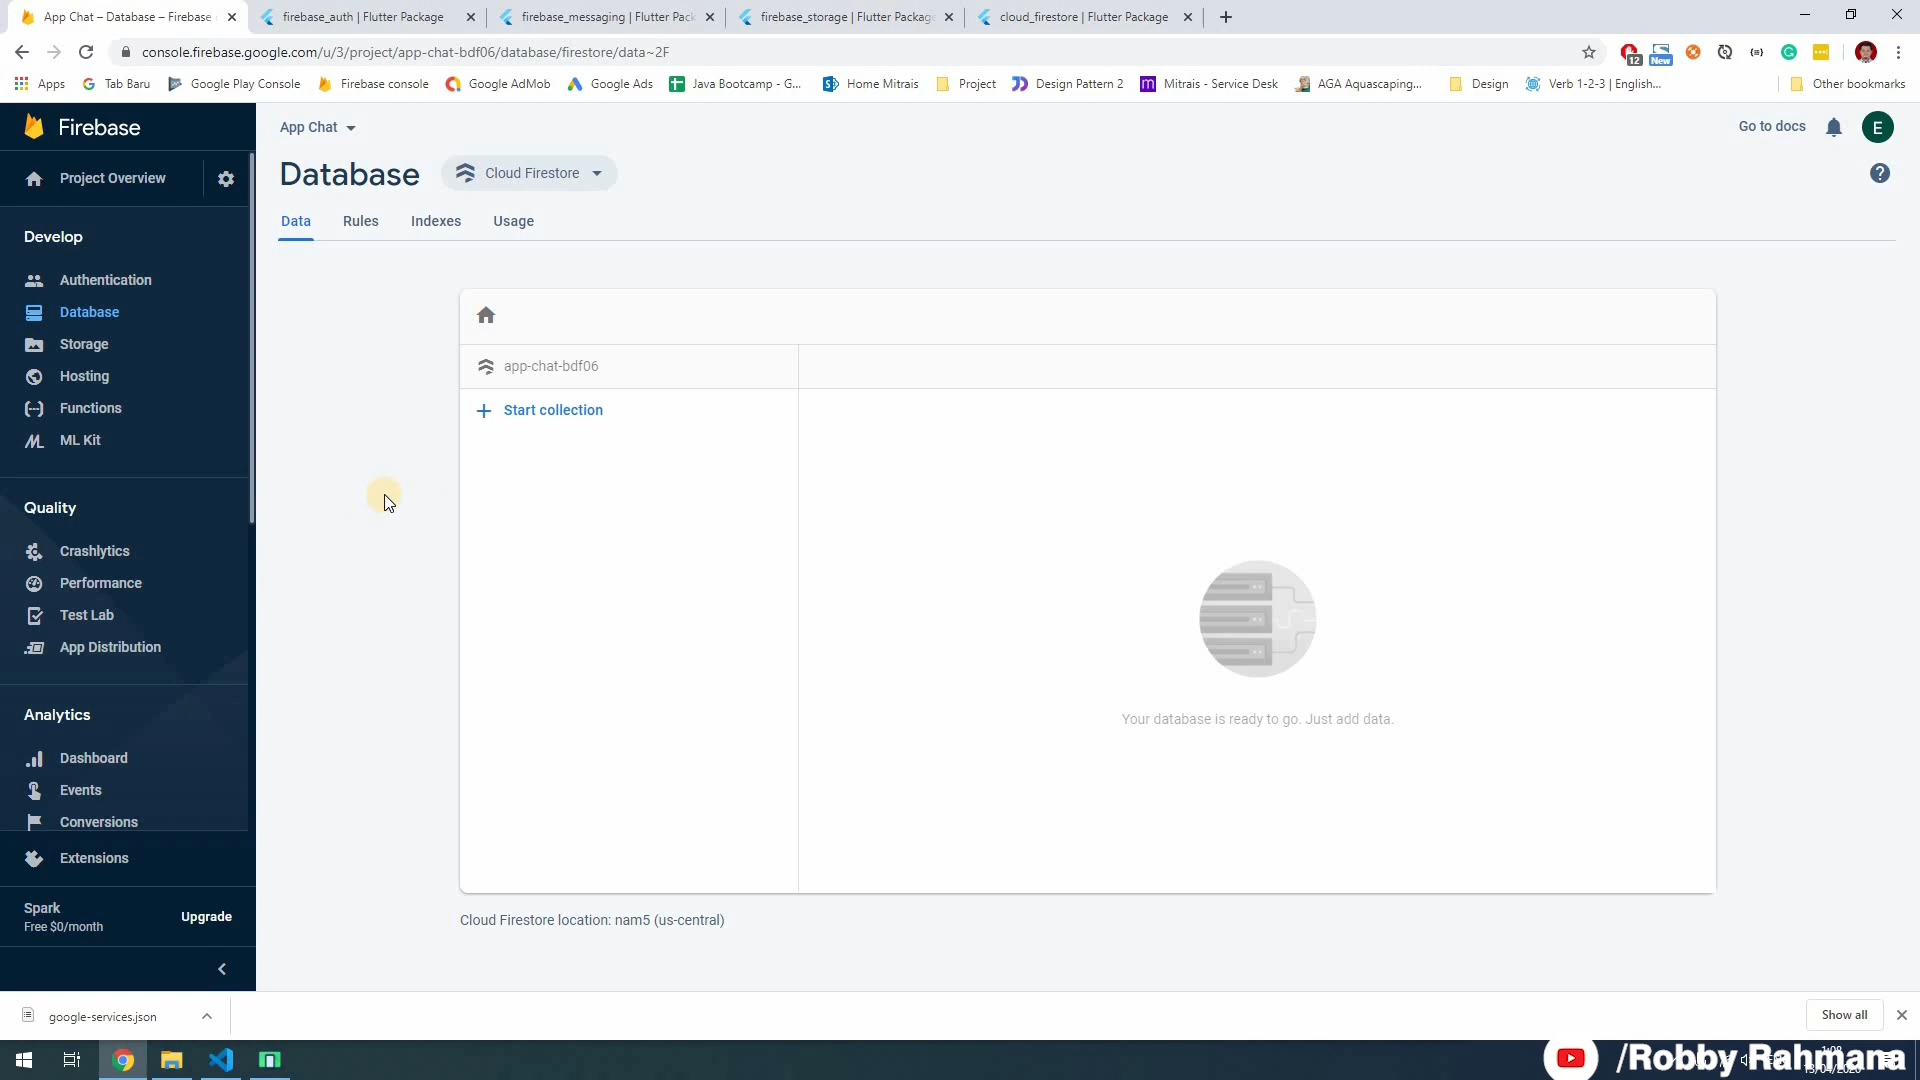 App Chat – Database – Firebase
firebase_auth | Flutter Package
firebase_messaging | Flutter Pack
firebase_storage | Flutter Package
cloud_firestore | Flutter Package
console.firebase.google.com/u/3/project/app-chat-bdf06/database/firestore/data~2F
12
New
Apps
Tab Baru
Google Play Console
Firebase console
Google AdMob
Google Ads
Java Bootcamp - G...
Home Mitrais
Project
Design Pattern 2
Mitrais - Service Desk
AGA Aquascaping...
Design
Verb 1-2-3 | English...
Other bookmarks
Firebase
App Chat
Go to docs
E
Project Overview
Database
Cloud Firestore
Data
Rules
Indexes
Usage
Develop
Authentication
Database
Storage
Hosting
Functions
ML Kit
Quality
Crashlytics
Performance
Test Lab
App Distribution
Analytics
Dashboard
Events
Conversions
Extensions
Spark
Free $0/month
Upgrade
app-chat-bdf06
Start collection
Your database is ready to go. Just add data.
Cloud Firestore location: nam5 (us-central)
google-services.json
Show all
/Robby Rahmana